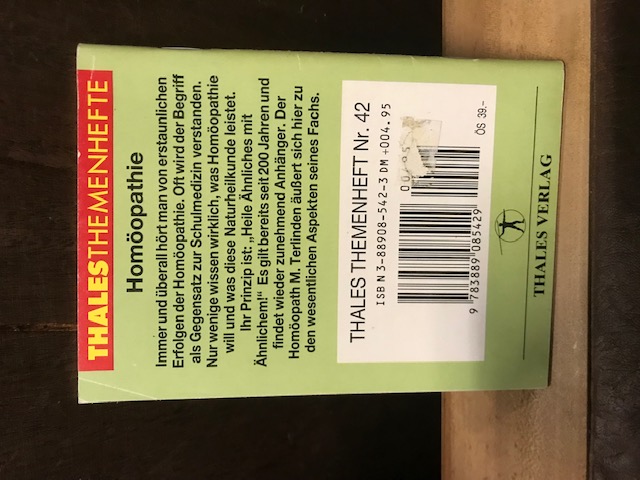 THALESTHEMENHEFTE
Homöopathie
Immer und überall hört man von erstaunlichen
Erfolgen der Homöopathie. Oft wird der Begriff
als Gegensatz zur Schulmedizin verstanden.
Nur wenige wissen wirklich, was Homöopathie
will und was diese Naturheilkunde leistet.
Ihr Prinzip ist: „Heile Ähnliches mit
Ähnlichem!" Es gilt bereits seit 200 Jahren und
findet wieder zunehmend Anhänger. Der
Homöopath M. Terlinden äußert sich hier zu
den wesentlichen Aspekten seines Fachs.
THALES THEMENHEFT Nr. 42
ISBN 3-88908-542-3 DM +004.95
9 783889 085429
ÖS 39.-
THALES VERLAG